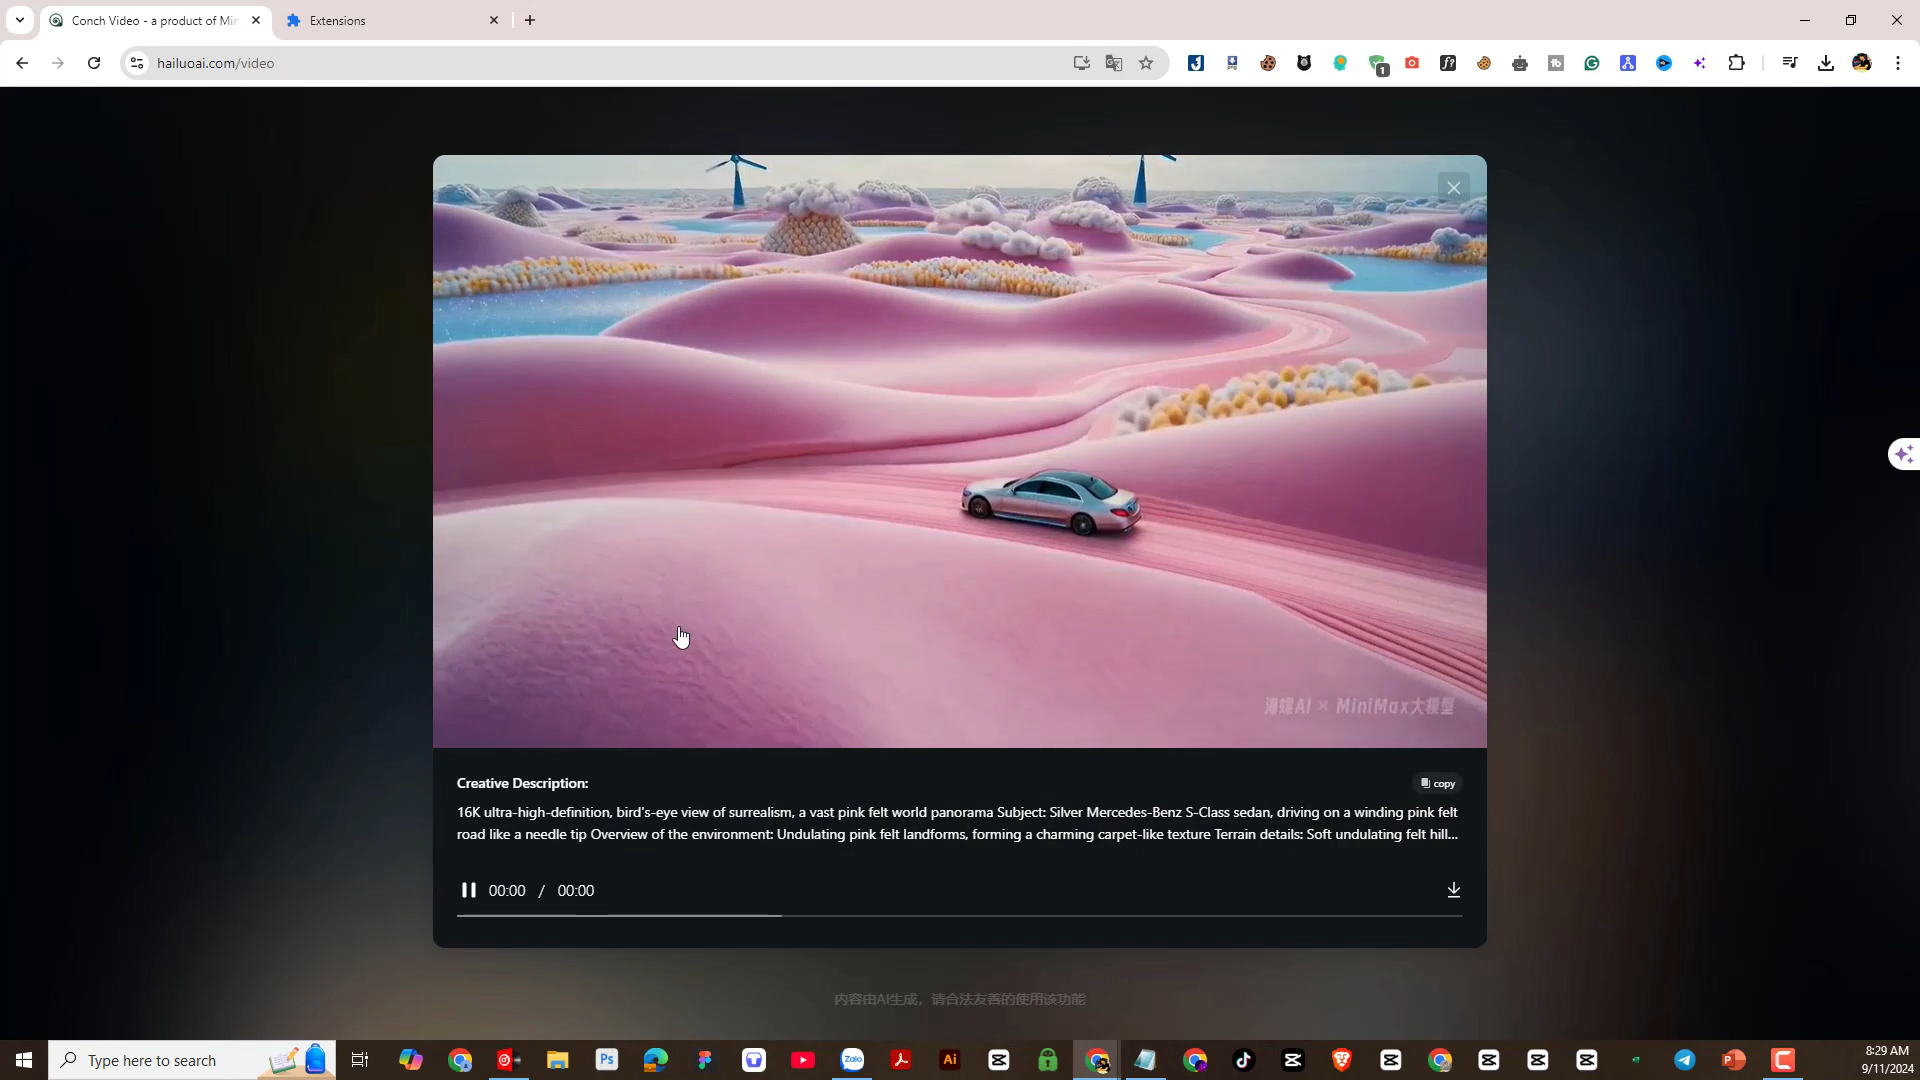 Conch Video - a product of Min
Extensions
hailuoai.com/video
1
海螺AI × MiniMax大模型
Creative Description:
copy
16K ultra-high-definition, bird's-eye view of surrealism, a vast pink felt world panorama Subject: Silver Mercedes-Benz S-Class sedan, driving on a winding pink felt
road like a needle tip Overview of the environment: Undulating pink felt landforms, forming a charming carpet-like texture Terrain details: Soft undulating felt hill...
00:00 / 00:00
内容由AI生成，请合法友善的使用该功能
Type here to search
Ps
Zalo
Ai
8:29 AM
9/11/2024